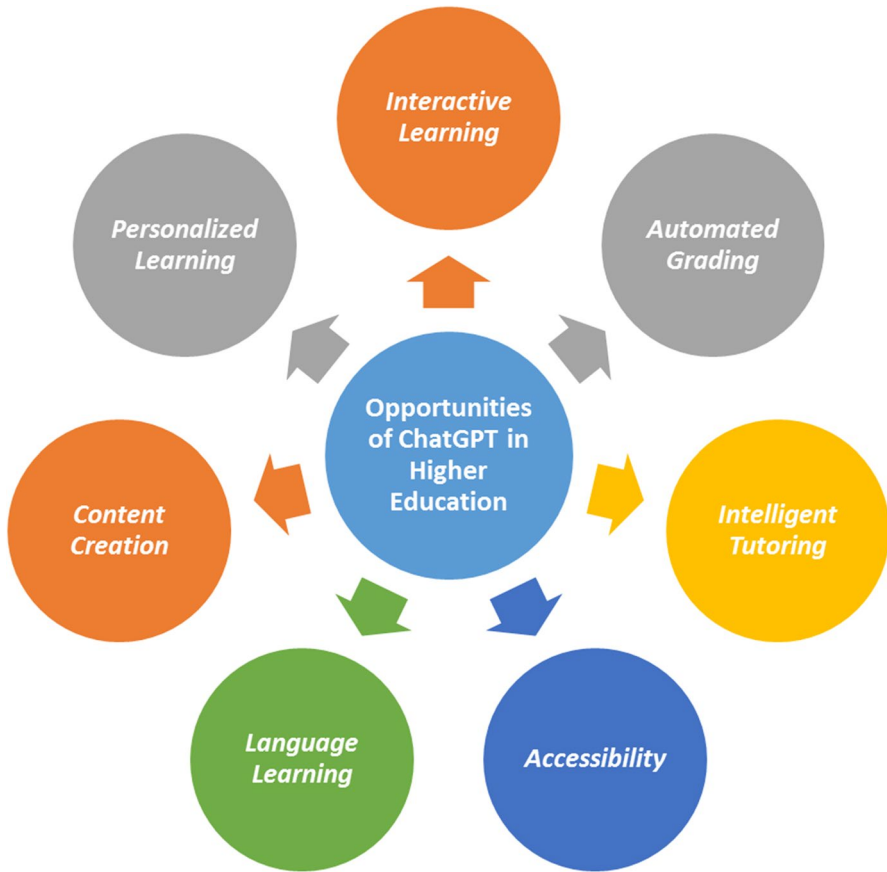 Interactive
Learning
Personalized
Learning
Automated
Grading
Opportunities
of ChatGPT in
Higher
Education
Content
Creation
Intelligent
Tutoring
Language
Learning
Accessibility